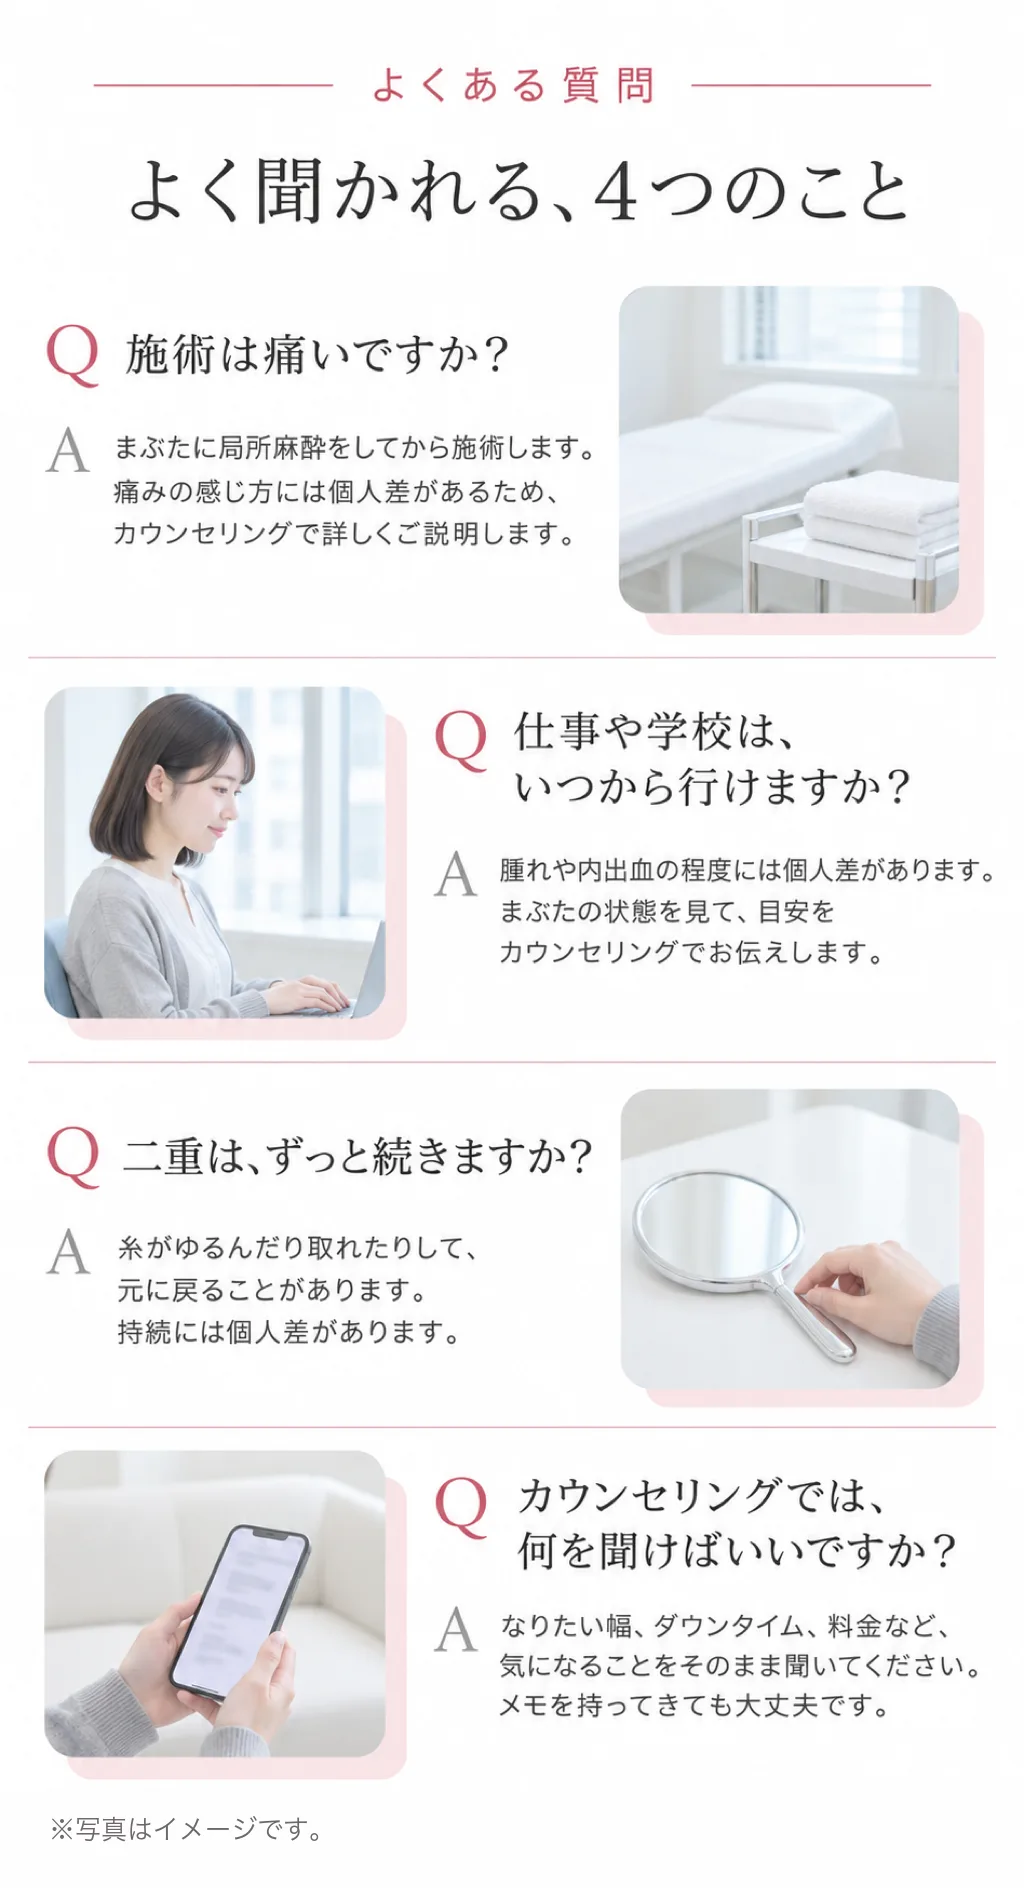 よくある質問
よく聞かれる、4つのこと
Q 施術は痛いですか？
A まぶたに局所麻酔をしてから施術します。
痛みの感じ方には個人差があるため、
カウンセリングで詳しくご説明します。
Q 仕事や学校は、
いつから行けますか？
A 腫れや内出血の程度には個人差があります。
まぶたの状態を見て、目安を
カウンセリングでお伝えします。
Q 二重は、ずっと続きますか？
A 糸がゆるんだり取れたりして、
元に戻ることがあります。
持続には個人差があります。
Q カウンセリングでは、
何を聞けばいいですか？
A なりたい幅、ダウンタイム、料金など、
気になることをそのまま聞いてください。
メモを持ってきても大丈夫です。
※写真はイメージです。